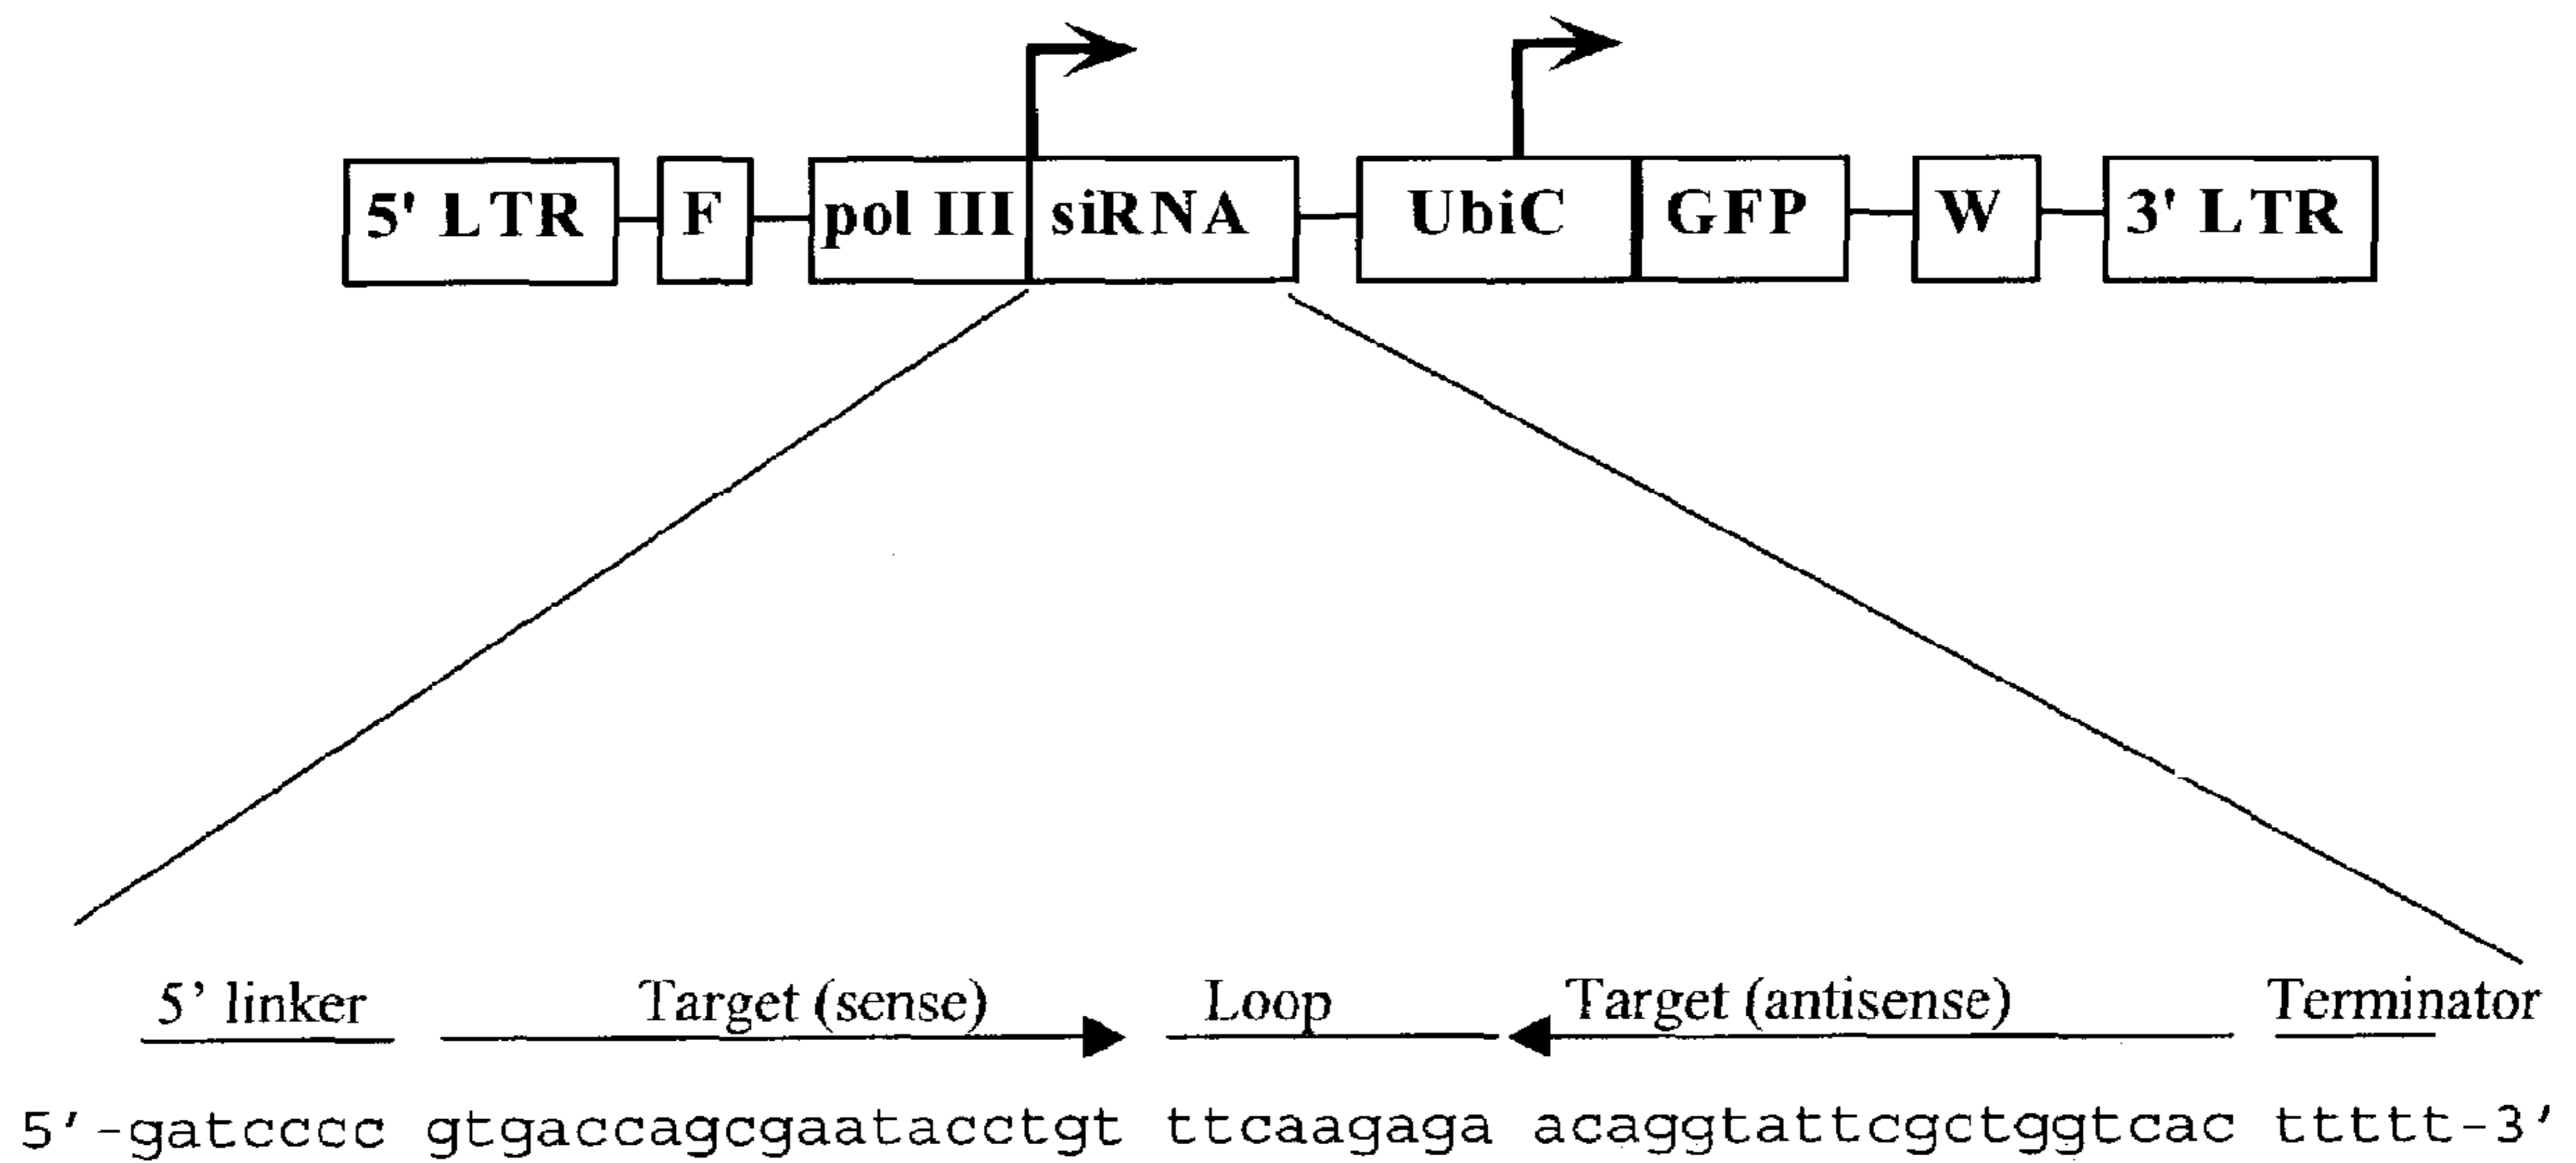 5' LTR F pol III siRNA UbiC GFP W 3' LTR
5' linker Target (sense) Loop Target (antisense) Terminator
5'-gatcccc gtgaccagcgaatacctgt ttcaagaga acaggtattcgctggtcac ttttt-3'